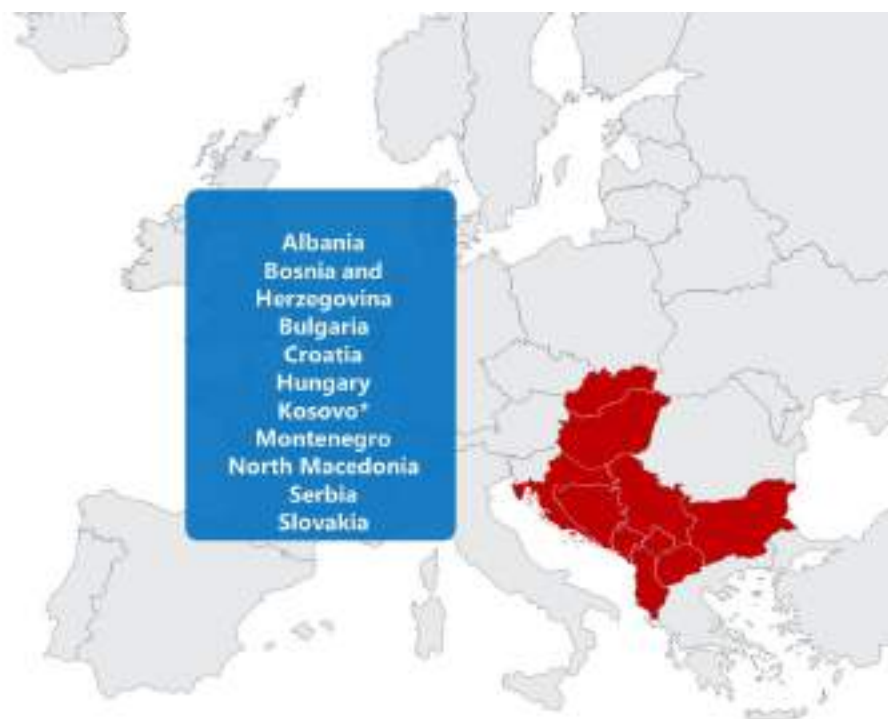 Albania
Bosnia and
Herzegovina
Bulgaria
Croatia
Hungary
Kosovo*
Montenegro
North Macedonia
Serbia
Slovakia